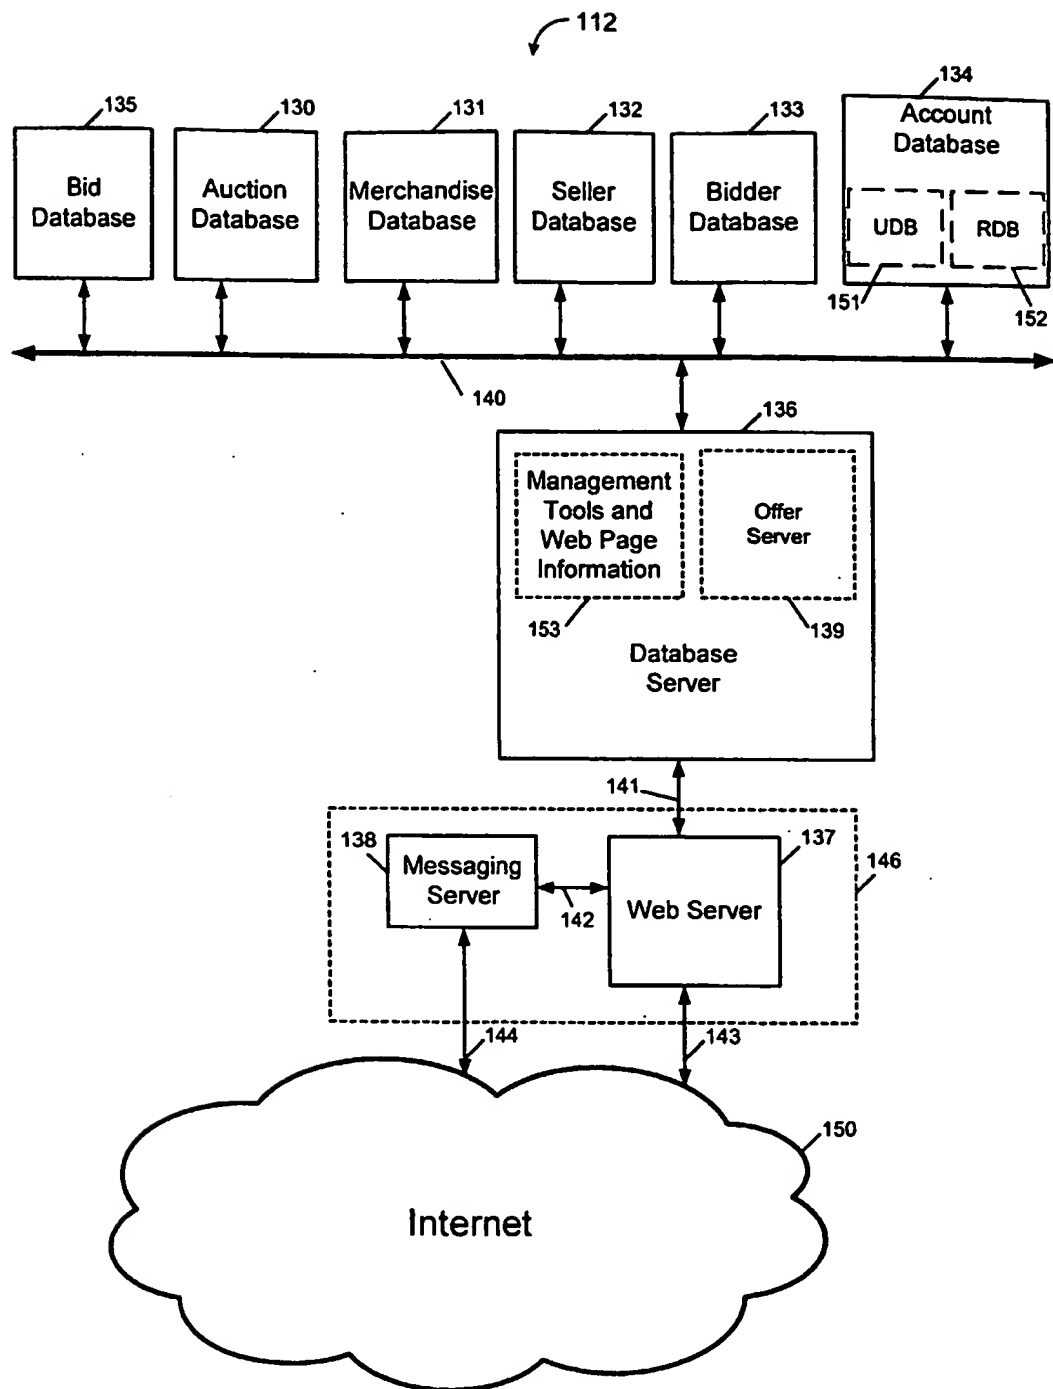 112
135
130
131
132
133
134
Bid
Database
Auction
Database
Merchandise
Database
Seller
Database
Bidder
Database
Account
Database
UDB
RDB
151
152
140
136
Management
Tools and
Web Page
Information
Offer
Server
153
139
Database
Server
141
138
137
146
Messaging
Server
142
Web Server
144
143
150
Internet